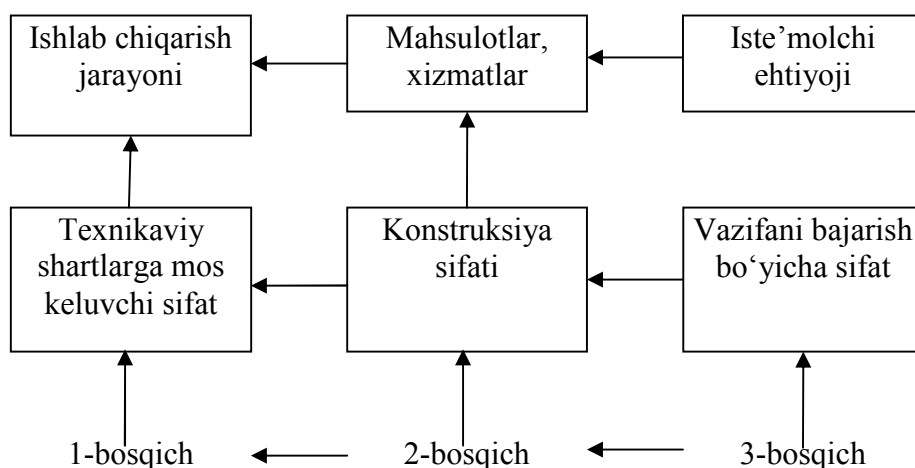 Ishlab chiqarish
jarayoni
Mahsulotlar,
xizmatlar
Iste’molchi
ehtiyoji
Texnikaviy
shartlarga mos
keluvchi sifat
Konstruksiya
sifati
Vazifani bajarish
bo‘yicha sifat
1-bosqich
2-bosqich
3-bosqich